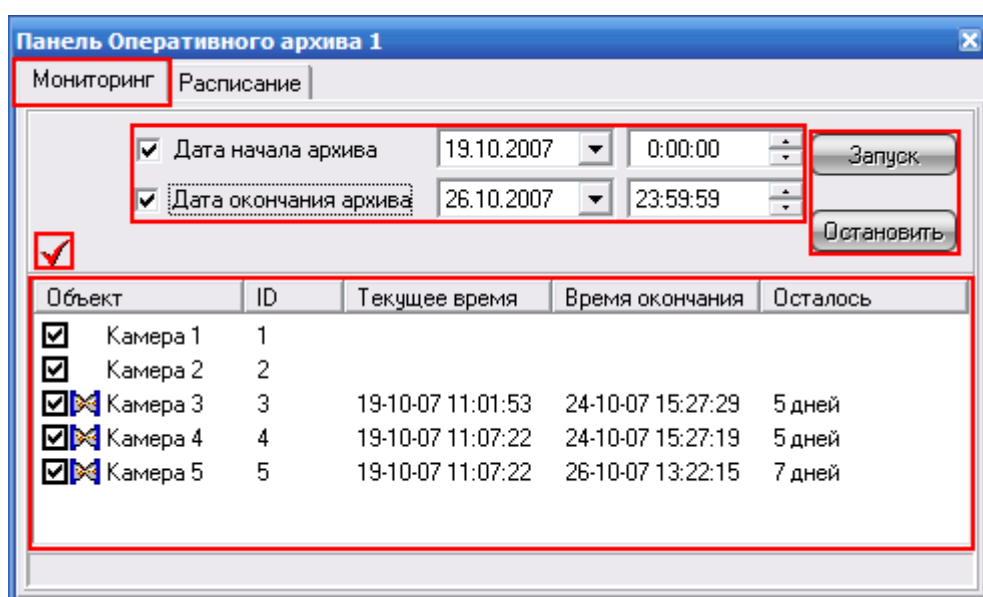 Панель Оперативного архива 1
Мониторинг Расписание
Дата начала архива 19.10.2007 0:00:00 Запуск
Дата окончания архива 26.10.2007 23:59:59
Остановить
Объект ID Текущее время Время окончания Осталось
Камера 1 1
Камера 2 2
Камера 3 3 19-10-07 11:01:53 24-10-07 15:27:29 5 дней
Камера 4 4 19-10-07 11:07:22 24-10-07 15:27:19 5 дней
Камера 5 5 19-10-07 11:07:22 26-10-07 13:22:15 7 дней